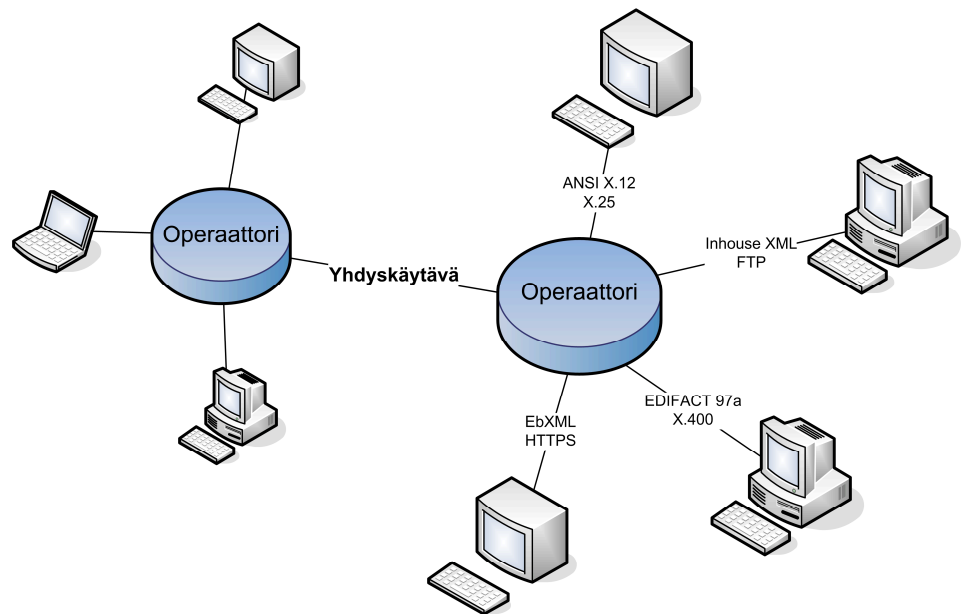 ANSI X.12
X.25
Operaattori
Inhouse XML
FTP
Yhdyskäytävä
Operaattori
EDIFACT 97a
X.400
EbXML
HTTPS